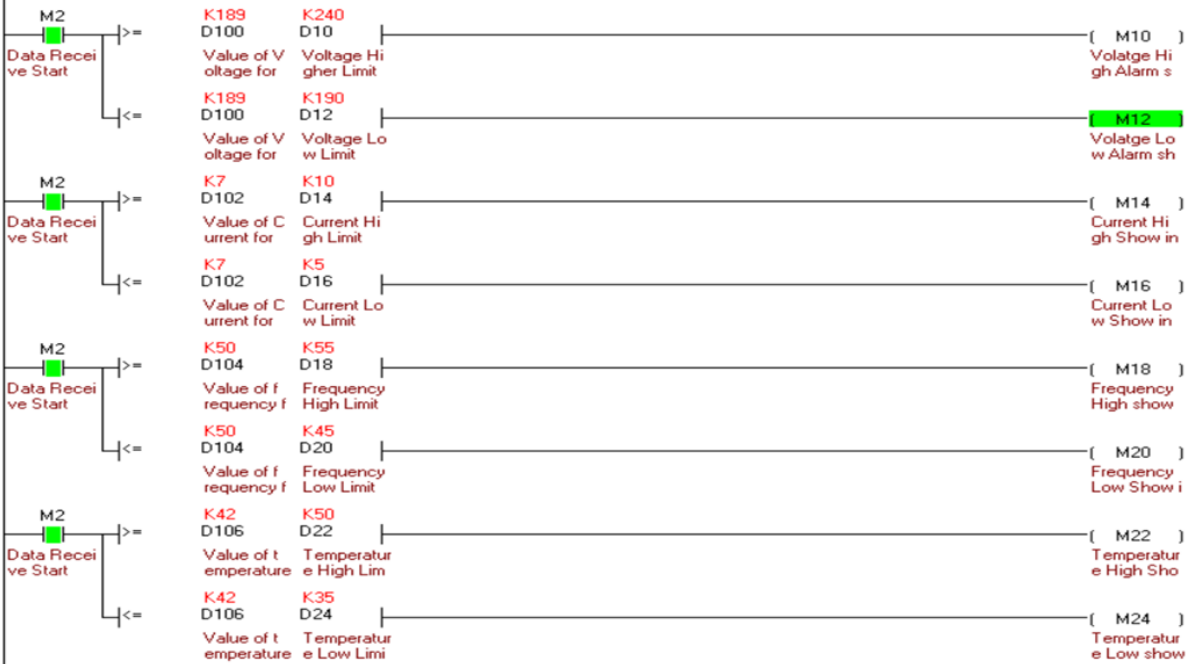 M2 K189 K240
>= D100 D10 ( M10 )
Data Recei Value of V Voltage Hi Volatge Hi
ve Start oltage for gher Limit gh Alarm s
K189 K190
<= D100 D12 ( M12 )
Value of V Voltage Lo Volatge Lo
oltage for w Limit w Alarm sh
M2 K7 K10
>= D102 D14 ( M14 )
Data Recei Value of C Current Hi Current Hi
ve Start urrent for gh Limit gh Show in
K7 K5
<= D102 D16 ( M16 )
Value of C Current Lo Current Lo
urrent for w Limit w Show in
M2 K50 K55
>= D104 D18 ( M18 )
Data Recei Value of f Frequency Frequency
ve Start requency f High Limit High show
K50 K45
<= D104 D20 ( M20 )
Value of f Frequency Frequency
requency f Low Limit Low Show i
M2 K42 K50
>= D106 D22 ( M22 )
Data Recei Value of t Temperatur Temperatur
ve Start emperature e High Lim e High Sho
K42 K35
<= D106 D24 ( M24 )
Value of t Temperatur Temperatur
emperature e Low Limi e Low show